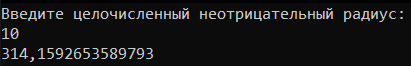 Введите целочисленный неотрицательный радиус:
10
314,1592653589793